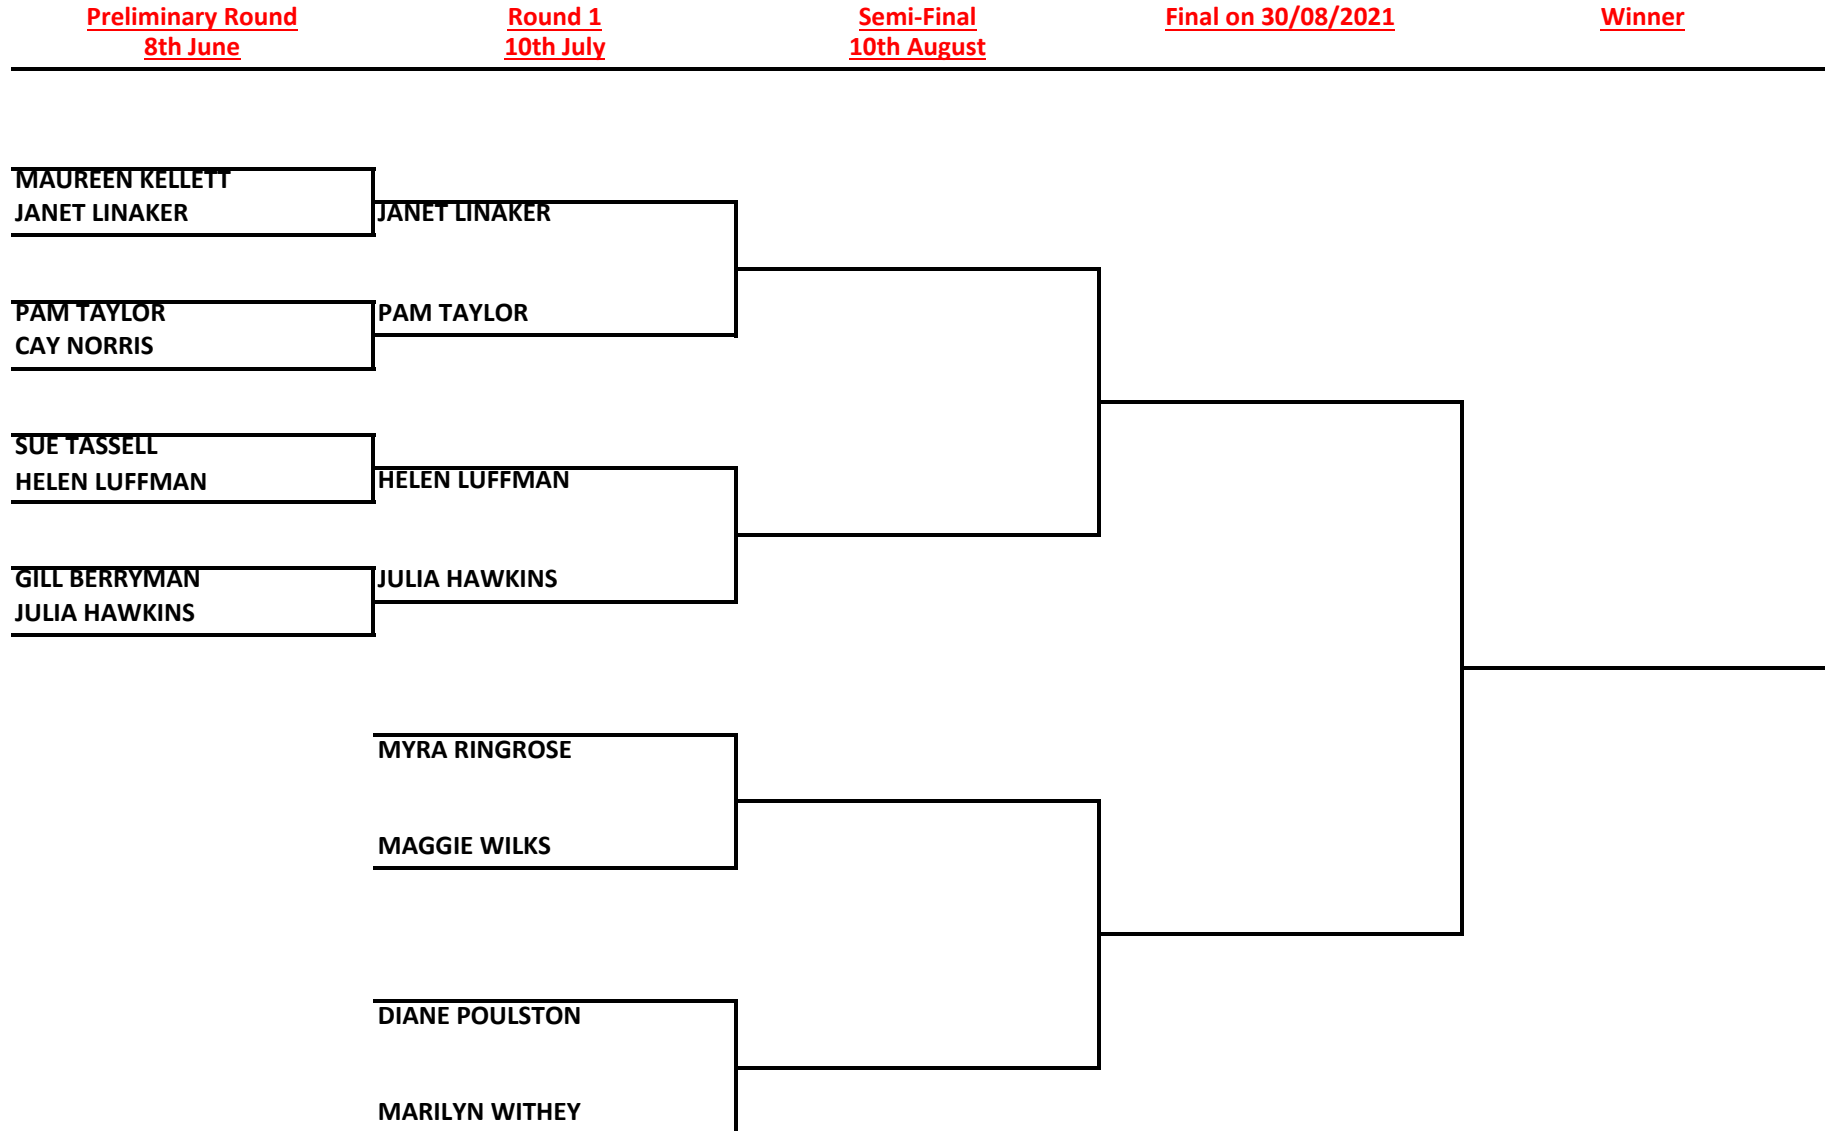 Preliminary Round
8th June
Round 1
10th July
Semi-Final
10th August
Final on 30/08/2021
Winner
MAUREEN KELLETT
JANET LINAKER
JANET LINAKER
PAM TAYLOR
PAM TAYLOR
CAY NORRIS
SUE TASSELL
HELEN LUFFMAN
HELEN LUFFMAN
GILL BERRYMAN
JULIA HAWKINS
JULIA HAWKINS
MYRA RINGROSE
MAGGIE WILKS
DIANE POULSTON
MARILYN WITHEY